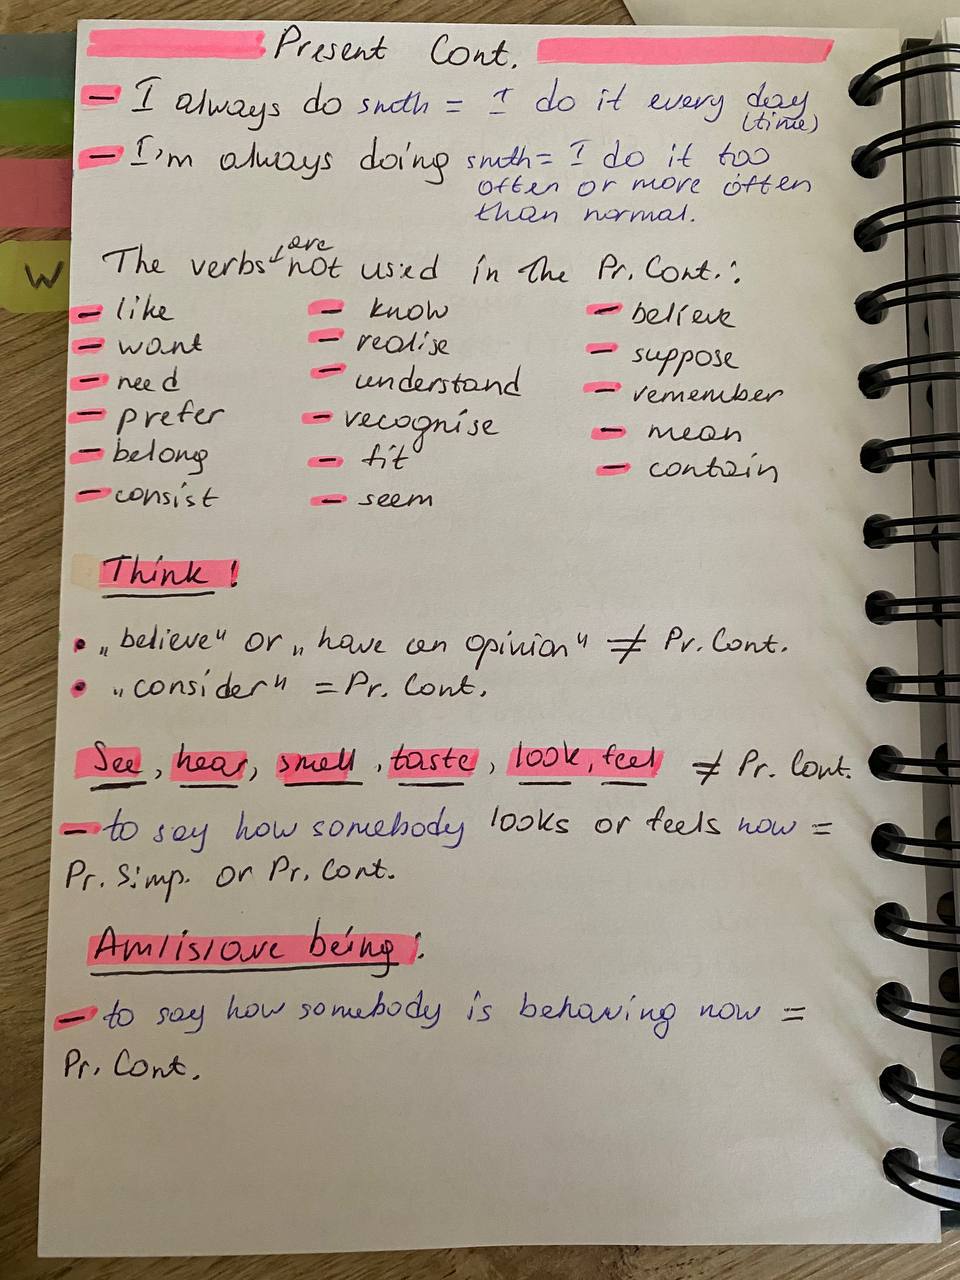 Present Cont.
- I always do smth = I do it every day
(time)
- I'm always doing smth = I do it too
often or more often
than normal.
The verbs are not used in the Pr. Cont.:
W
- like - know - believe
- want - realise - suppose
- need - understand - remember
- prefer - recognise - mean
- belong - fit - contain
- consist - seem
Think!
• „believe" or „have an opinion" ≠ Pr. Cont.
• „consider" = Pr. Cont.
See, hear, smell, taste, look, feel ≠ Pr. Cont.
- to say how somebody looks or feels now =
Pr. Simp. or Pr. Cont.
Am/is/are being:
- to say how somebody is behaving now =
Pr. Cont.